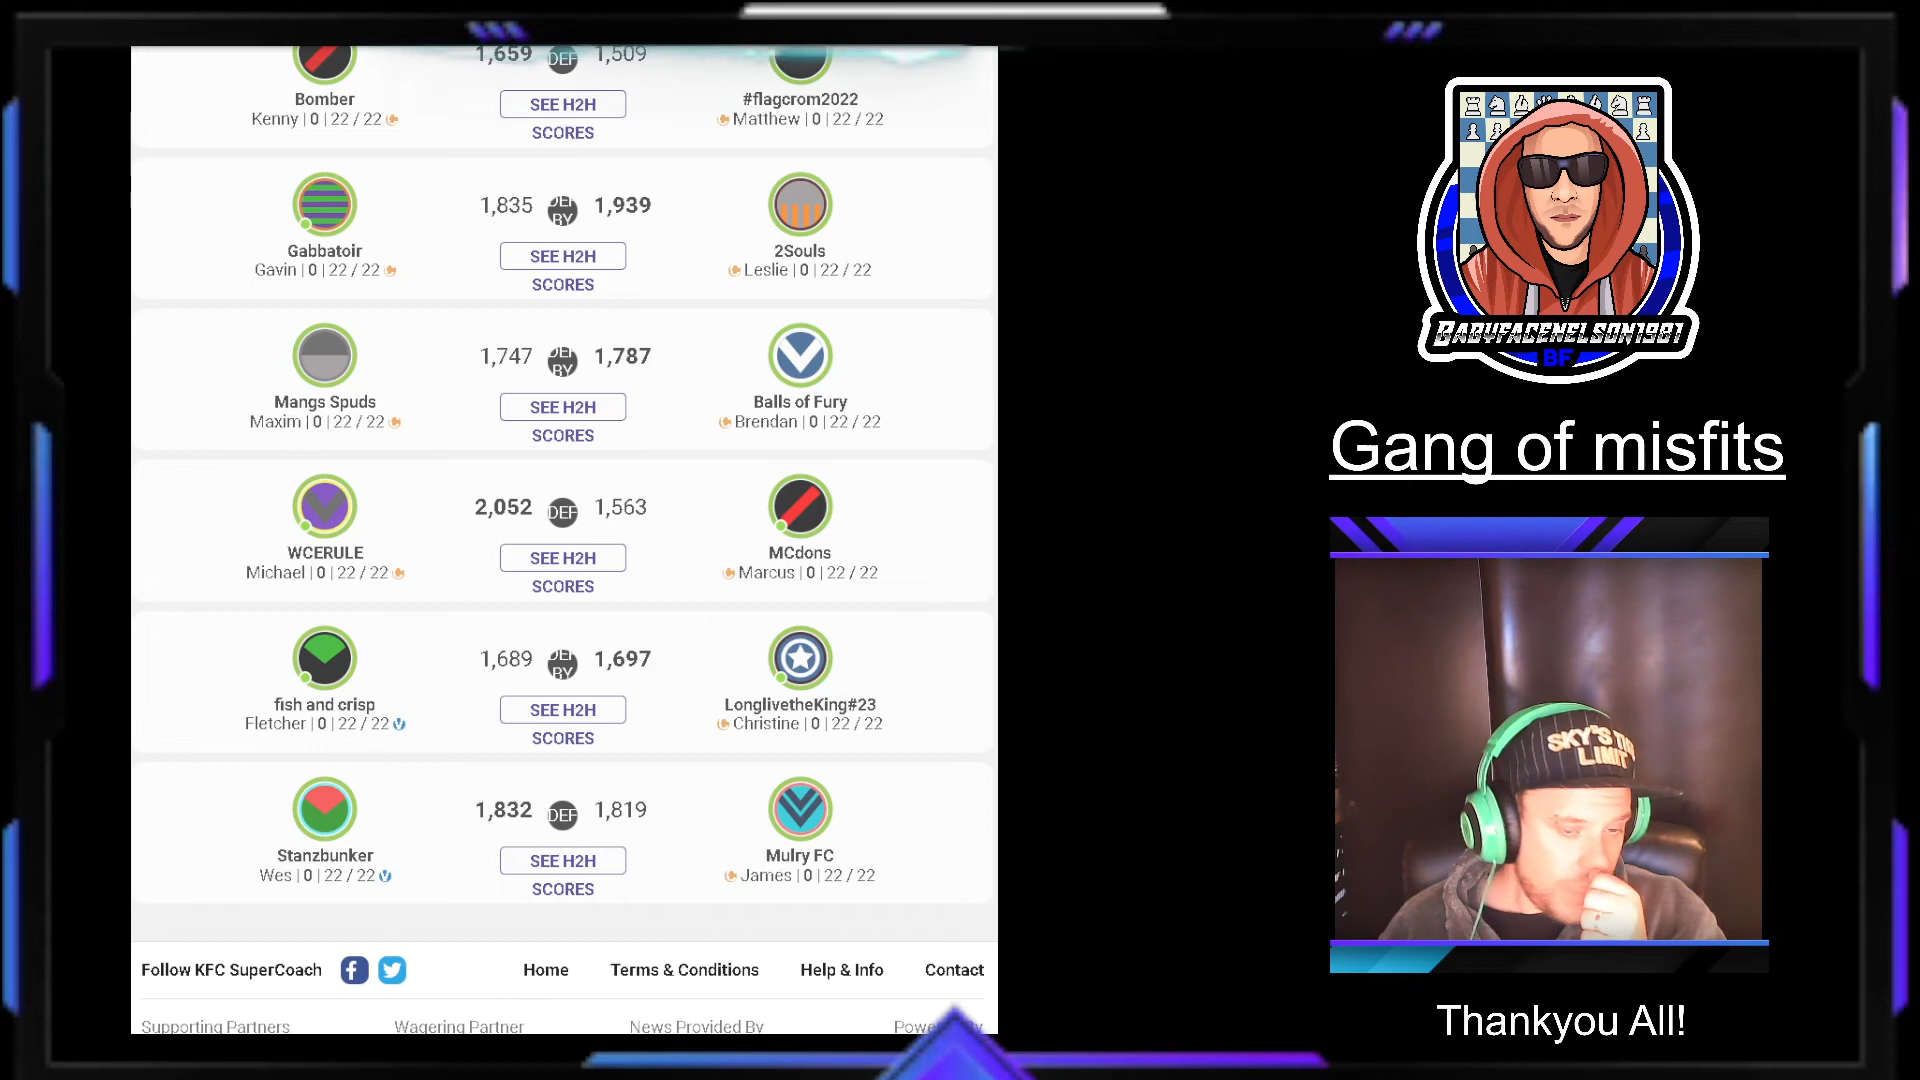 1,659 DEF 1,509
Bomber
Kenny | 0 | 22 / 22
SEE H2H
SCORES
#flagcrom2022
Matthew | 0 | 22 / 22
1,835 DEF BY 1,939
Gabbatoir
Gavin | 0 | 22 / 22
SEE H2H
SCORES
2Souls
Leslie | 0 | 22 / 22
1,747 DEF BY 1,787
Mangs Spuds
Maxim | 0 | 22 / 22
SEE H2H
SCORES
Balls of Fury
Brendan | 0 | 22 / 22
2,052 DEF 1,563
WCERULE
Michael | 0 | 22 / 22
SEE H2H
SCORES
MCdons
Marcus | 0 | 22 / 22
1,689 DEF BY 1,697
fish and crisp
Fletcher | 0 | 22 / 22
SEE H2H
SCORES
LonglivetheKing#23
Christine | 0 | 22 / 22
1,832 DEF 1,819
Stanzbunker
Wes | 0 | 22 / 22
SEE H2H
SCORES
Mulry FC
James | 0 | 22 / 22
Follow KFC SuperCoach Home Terms & Conditions Help & Info Contact
Supporting Partners Wagering Partner News Provided By
BABYFACENELSON1981
BF
Gang of misfits
SKY'S
LIMIT
Thankyou All!